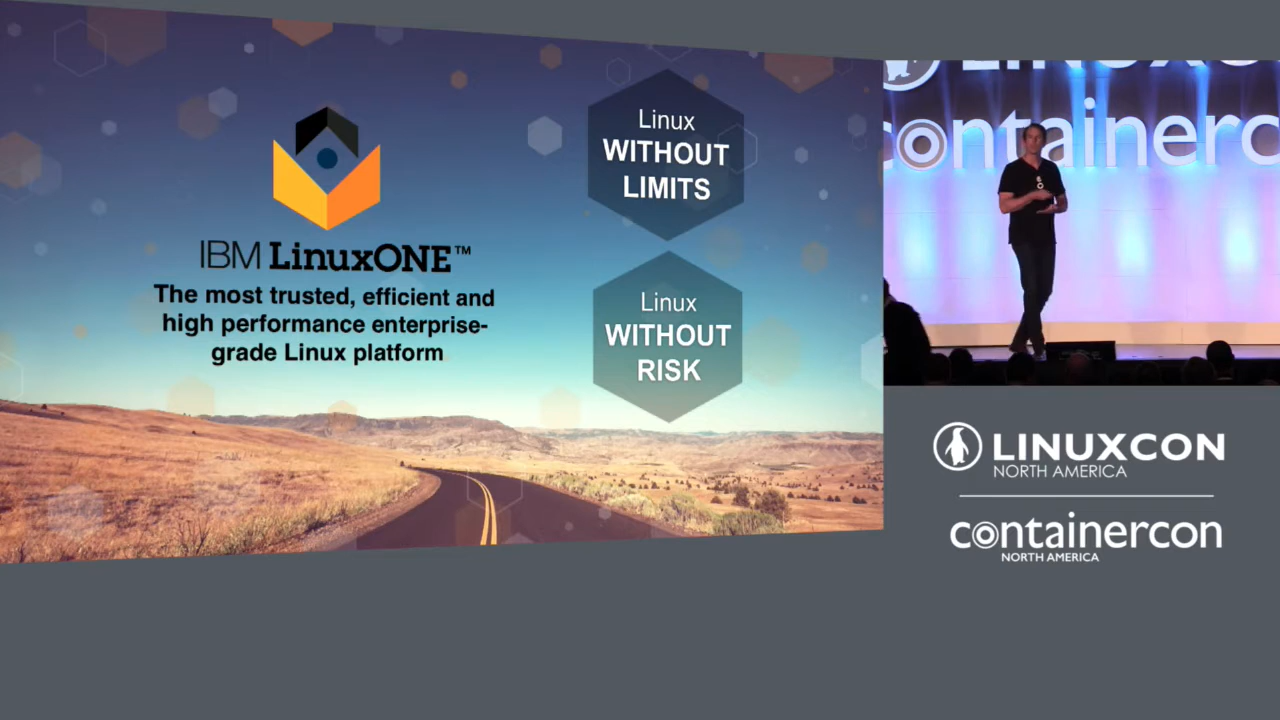 IBM LinuxONE™
The most trusted, efficient and
high performance enterprise-
grade Linux platform
Linux
WITHOUT
LIMITS
Linux
WITHOUT
RISK
LINUXCON
containercon
LINUXCON
NORTH AMERICA
containercon
NORTH AMERICA